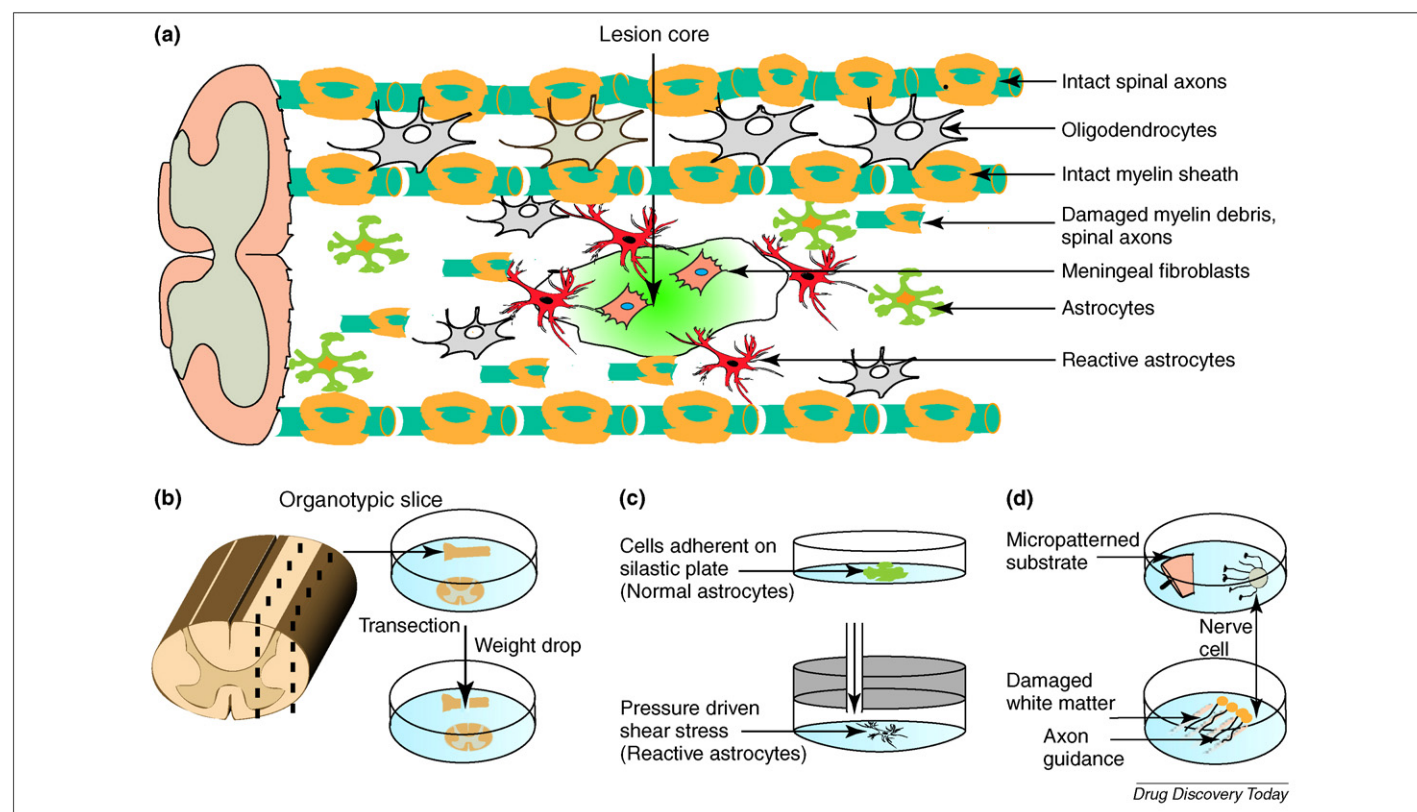 (a)
Lesion core
Intact spinal axons
Oligodendrocytes
Intact myelin sheath
Damaged myelin debris,
spinal axons
Meningeal fibroblasts
Astrocytes
Reactive astrocytes
(b)
Organotypic slice
Transection
Weight drop
(c)
Cells adherent on
silastic plate
(Normal astrocytes)
Pressure driven
shear stress
(Reactive astrocytes)
(d)
Micropatterned
substrate
Nerve
cell
Damaged
white matter
Axon
guidance
Drug Discovery Today